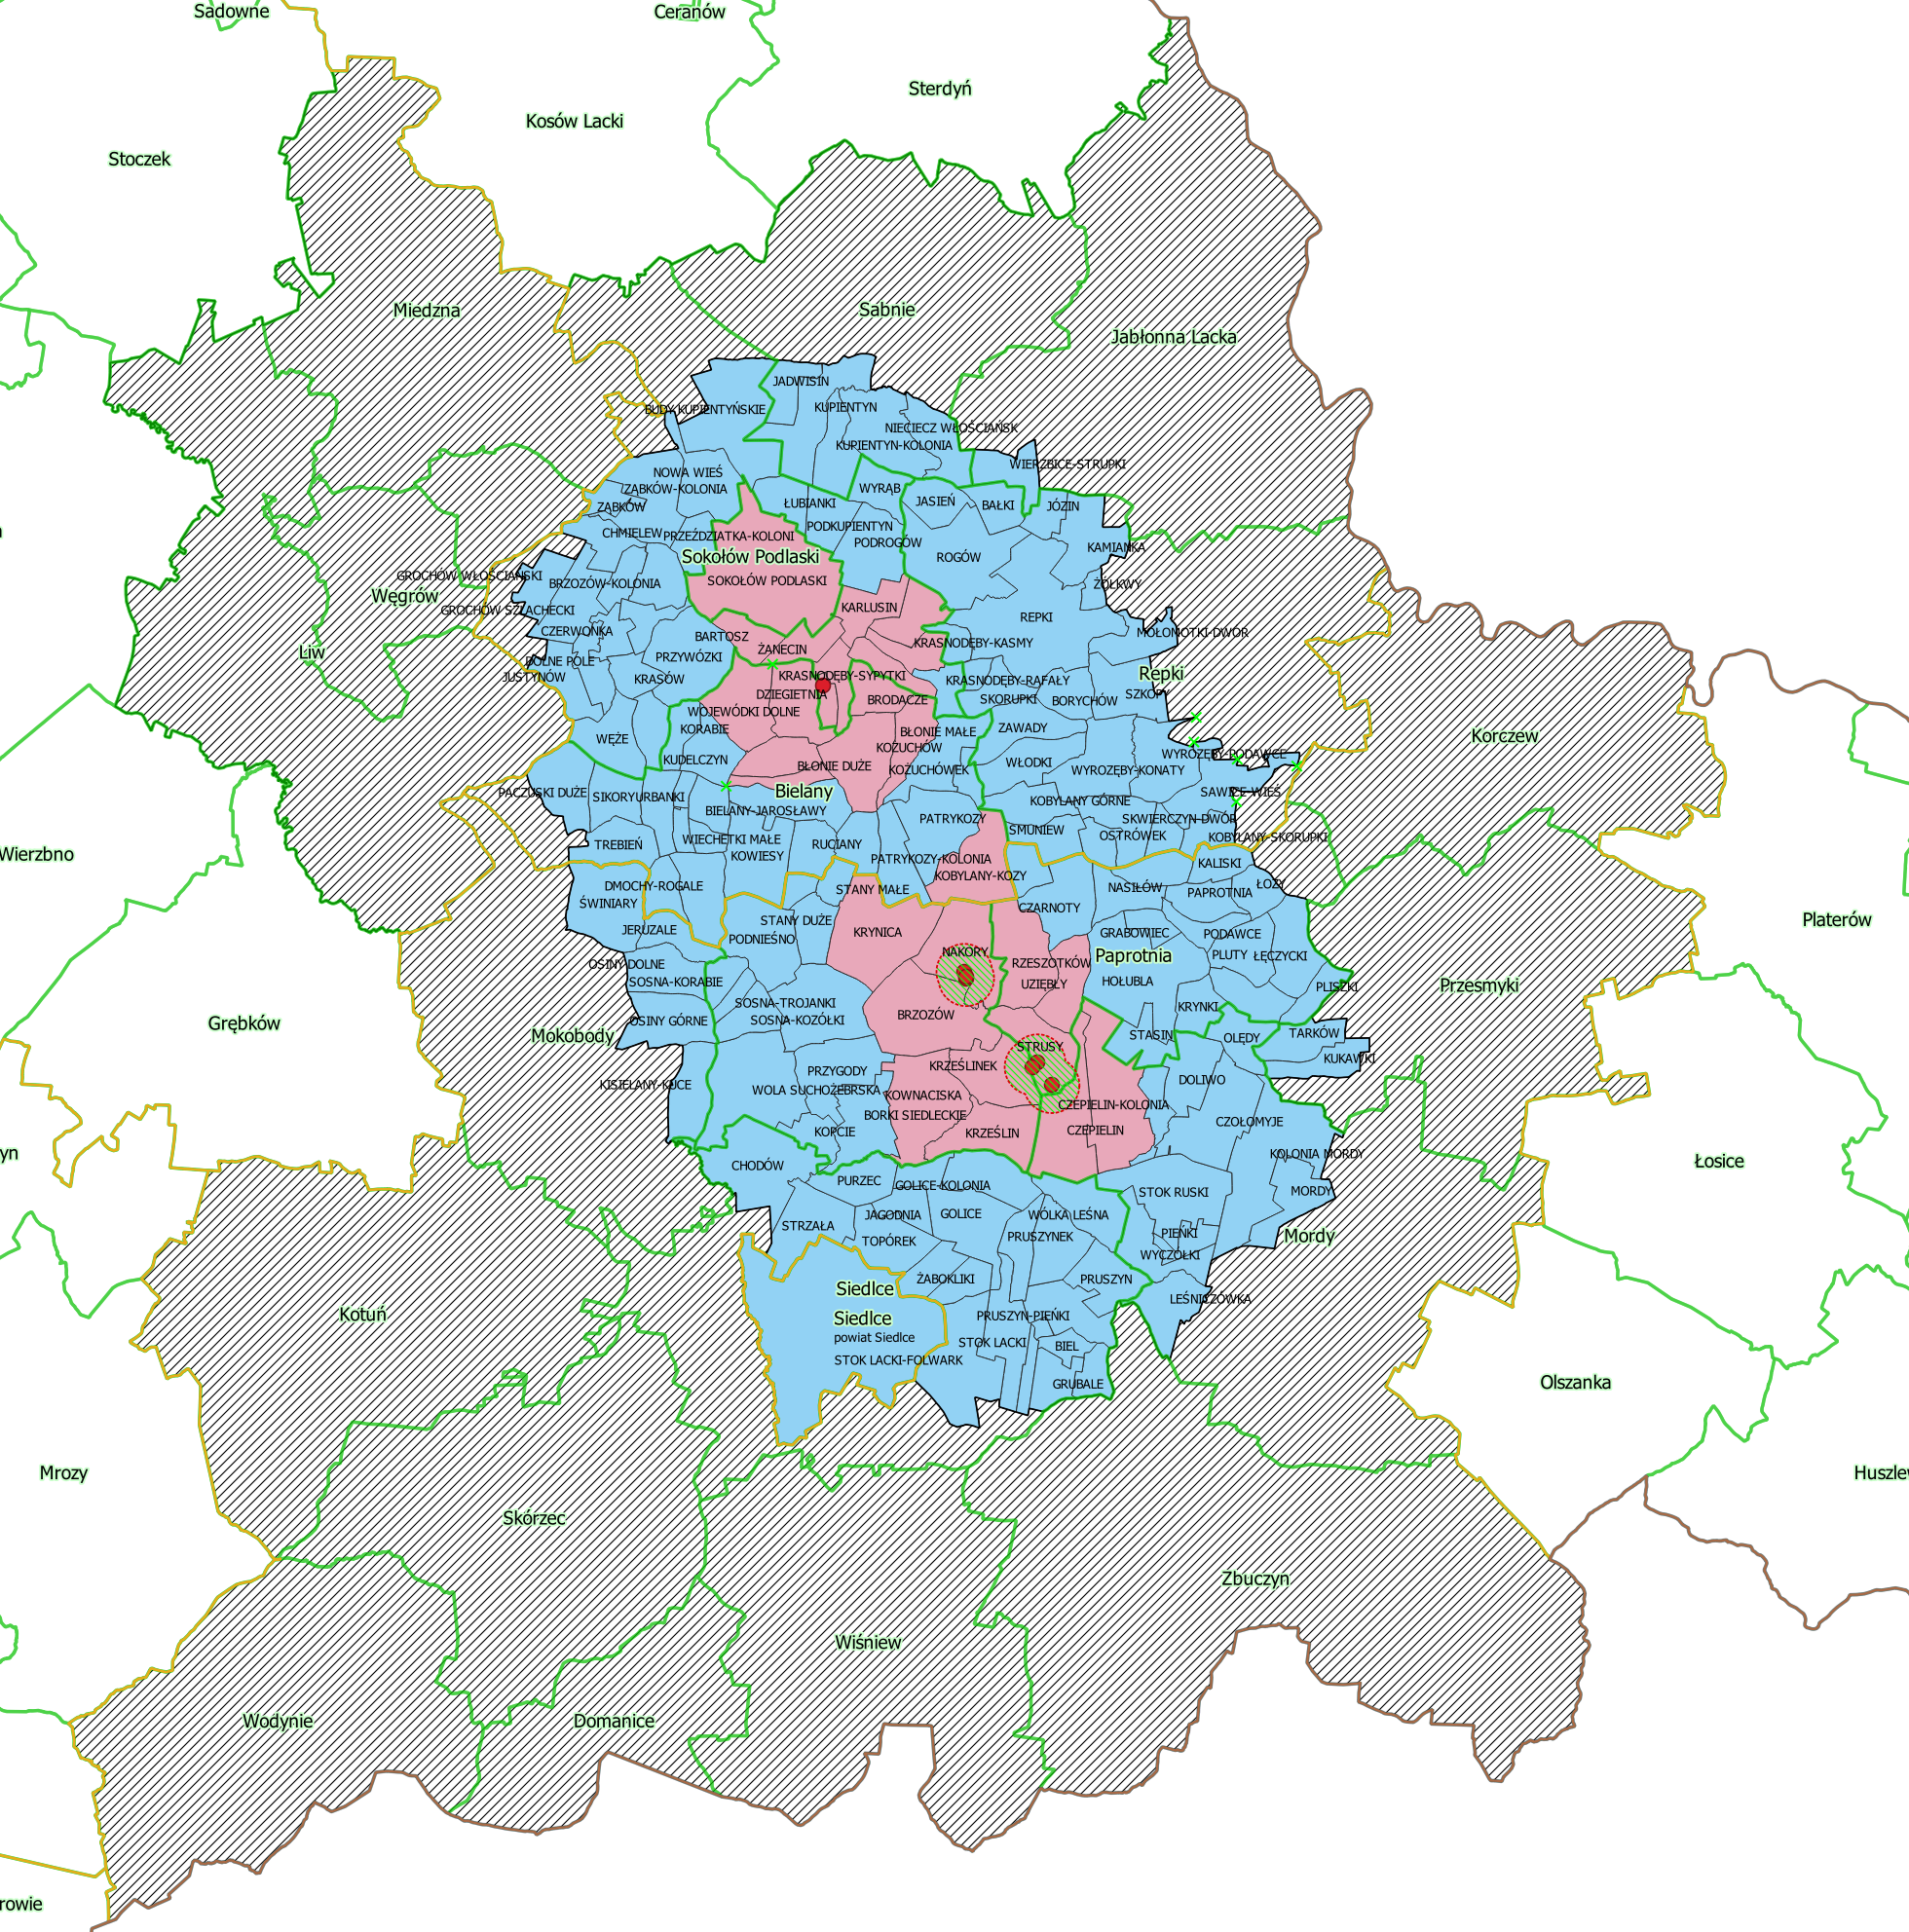 Sadowne
Ceranów
Sterdyń
Kosów Lacki
Stoczek
Miedzna
Sabnie
Jabłonna Lacka
JADWISIN
BUDY KUPIENTYŃSKIE
KUPIENTYN
NIECIECZ WŁOŚCIAŃSK
KUPIENTYN-KOLONIA
WIERZBICE-STRUPKI
NOWA WIEŚ
ZĄBKÓW-KOLONIA
WYRĄB
ZĄBKÓW
ŁUBIANKI
JASIEŃ
BAŁKI
JÓZIN
CHMIELEW
PRZEŹDZIATKA-KOLONI
PODKUPIENTYN
PODROGÓW
KAMIANKA
Sokołów Podlaski
ROGÓW
GROCHÓW WŁOŚCIAŃSKI
BRZOZÓW-KOLONIA
SOKOŁÓW PODLASKI
ŻÓŁKWY
Węgrów
GROCHÓW SZLACHECKI
KARLUSIN
REPKI
CZERWONKA
BARTOSZ
MOŁOMOTKI-DWÓR
Liw
ŻANECIN
KRASNODĘBY-KASMY
DOLNE POLE
PRZYWÓZKI
JUSTYNÓW
KRASÓW
KRASNODĘBY-SYPYTKI
KRASNODĘBY-RAFAŁY
Repki
DZIEGIETNIA
BRODACZE
SKORUPKI
BORYCHÓW
SZKOPY
WOJEWÓDKI DOLNE
KORABIE
BŁONIE MAŁE
ZAWADY
WĘŻE
KOŻUCHÓW
Korczew
KUDELCZYN
BŁONIE DUŻE
KOŻUCHÓWEK
WŁODKI
WYROZĘBY-KONATY
WYROZĘBY-PODAWCE
PACZUSKI DUŻE
SIKORY
URBANKI
Bielany
SAWICE WIEŚ
BIELANY-JAROSŁAWY
KOBYLANY GÓRNE
PATRYKOZY
SKWIERCZYN DWÓR
TREBIEŃ
WIECHETKI MAŁE
RUCIANY
SMUNIEW
OSTRÓWEK
KOBYLANY-SKORUPKI
Wierzbno
KOWIESY
PATRYKOZY-KOLONIA
KALISKI
DMOCHY-ROGALE
STANY MAŁE
KOBYLANY-KOZY
NASIŁÓW
PAPROTNIA
ŁOZY
ŚWINIARY
STANY DUŻE
CZARNOTY
Platerów
JERUZALE
PODNIEŚNO
KRYNICA
GRABOWIEC
PODAWCE
NAKORY
Paprotnia
PLUTY
ŁĘCZYCKI
OSINY DOLNE
RZESZOTKÓW
SOSNA-KORABIE
UZIĘBŁY
HOŁUBLA
PLISZKI
Przesmyki
SOSNA-TROJANKI
KRYNKI
OSINY GÓRNE
SOSNA-KOZÓŁKI
BRZOZÓW
Grębków
Mokobody
STASIN
OLĘDY
TARKÓW
STRUSY
KUKAWKI
KRZEŚLINEK
PRZYGODY
DOLIWO
KISIELANY-KUCE
WOLA SUCHOŻEBRSKA
KOWNACISKA
CZEPIELIN-KOLONIA
BORKI SIEDLECKIE
CZOŁOMYJE
KOPCIE
KRZEŚLIN
CZEPIELIN
yn
KOLONIA MORDY
Łosice
CHODÓW
PURZEC
GOLICE-KOLONIA
STOK RUSKI
MORDY
JAGODNIA
GOLICE
WÓLKA LEŚNA
STRZAŁA
PIEŃKI
Mordy
TOPÓREK
PRUSZYNEK
WYCZÓŁKI
Siedlce
ŻABOKLIKI
PRUSZYN
LEŚNICZÓWKA
Kotuń
Siedlce
PRUSZYN-PIEŃKI
powiat Siedlce
STOK LACKI
BIEL
STOK LACKI-FOLWARK
GRUBALE
Olszanka
Mrozy
Huszlew
Skórzec
Zbuczyn
Wiśniew
Wodynie
Domanice
rowie